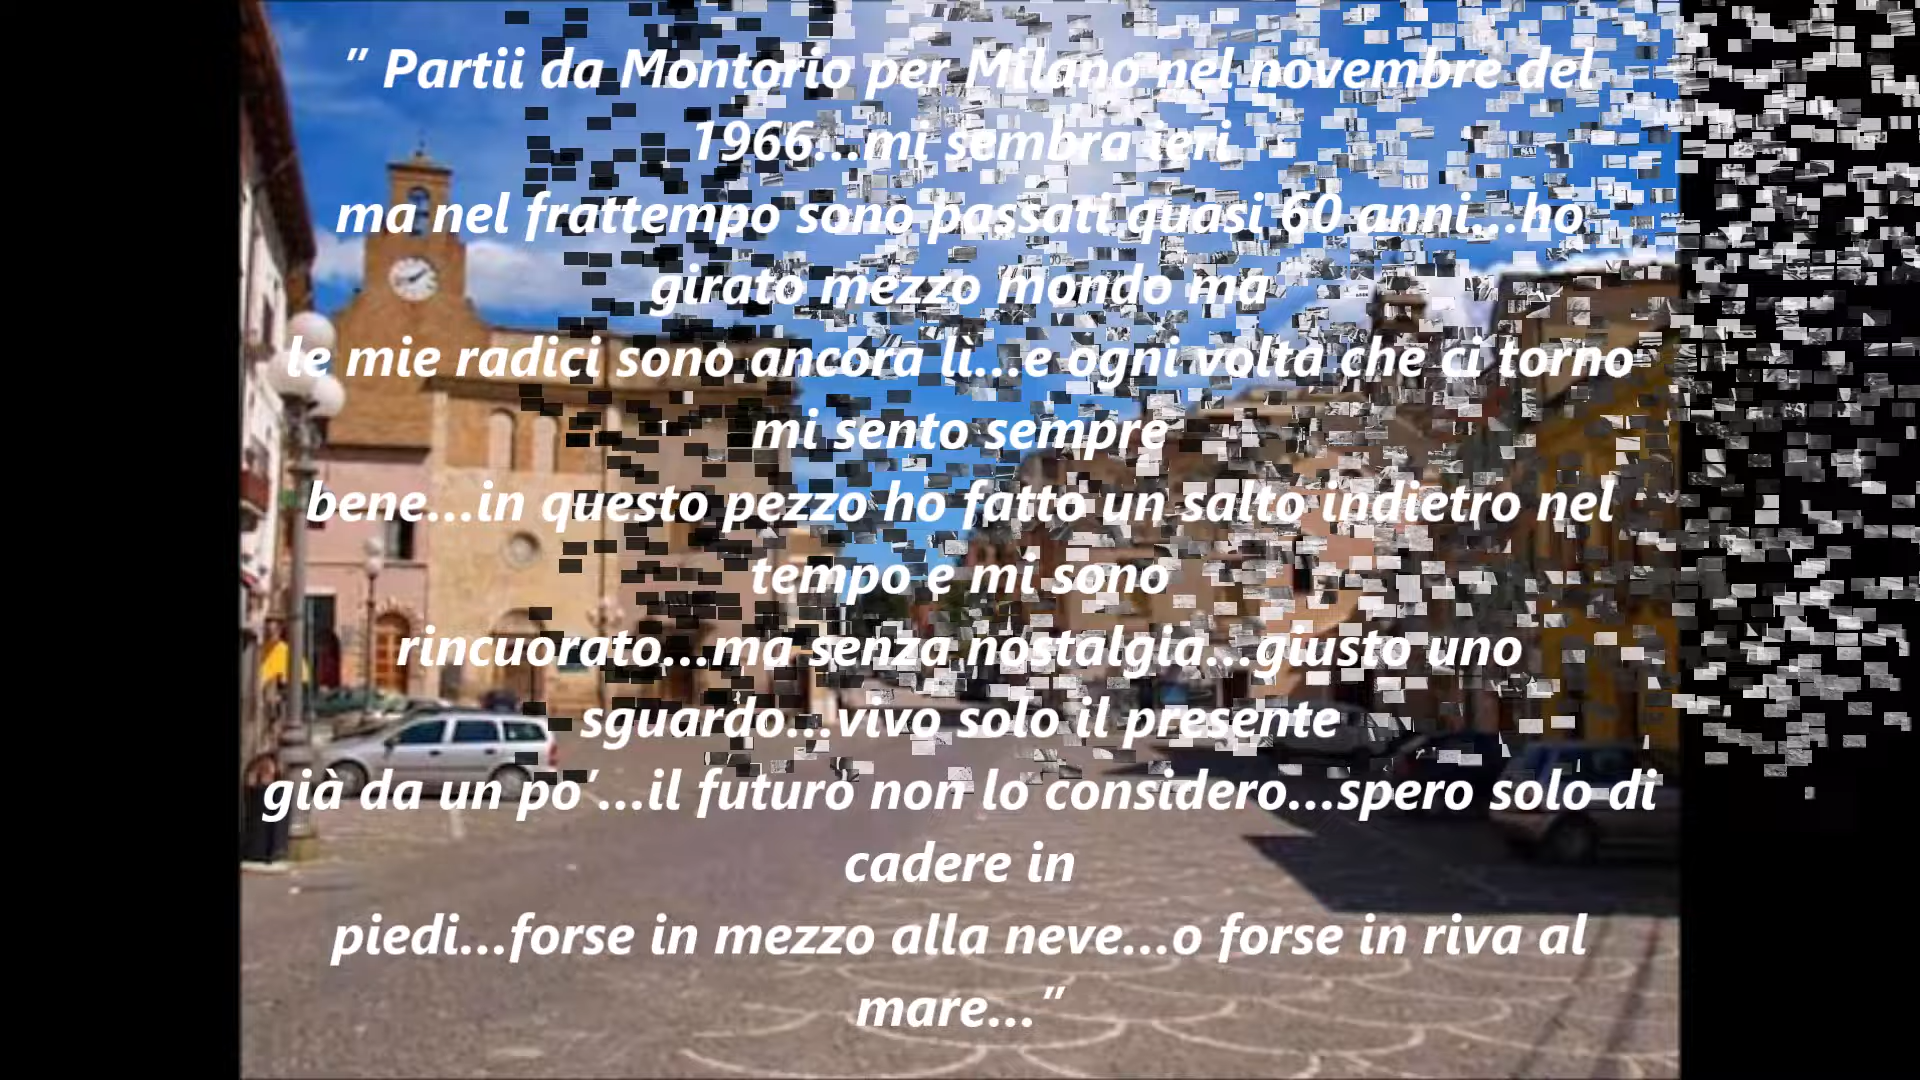 " Partii da Montorio per Milano nel novembre del
1966...mi sembra ieri
ma nel frattempo sono passati quasi 60 anni...ho
girato mezzo mondo ma
le mie radici sono ancora lì...e ogni volta che ci torno
mi sento sempre
bene...in questo pezzo ho fatto un salto indietro nel
tempo e mi sono
rincuorato...ma senza nostalgia...giusto uno
sguardo...vivo solo il presente
già da un po'...il futuro non lo considero...spero solo di
cadere in
piedi...forse in mezzo alla neve...o forse in riva al
mare..."